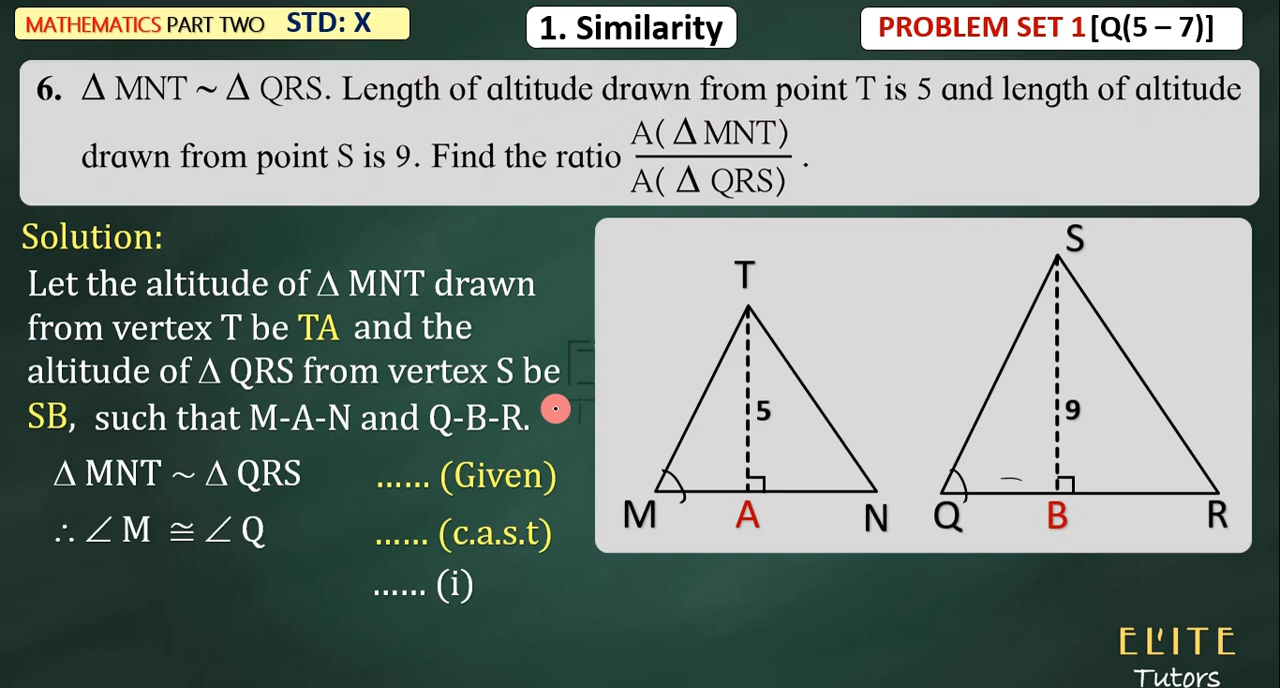 MATHEMATICS PART TWO STD: X
1. Similarity
PROBLEM SET 1 [Q(5 – 7)]
6. Δ MNT ~ Δ QRS. Length of altitude drawn from point T is 5 and length of altitude
drawn from point S is 9. Find the ratio A( Δ MNT) / A( Δ QRS) .
Solution:
Let the altitude of Δ MNT drawn
from vertex T be TA and the
altitude of Δ QRS from vertex S be
SB, such that M-A-N and Q-B-R.
Δ MNT ~ Δ QRS ...... (Given)
∴ ∠ M ≅ ∠ Q ...... (c.a.s.t)
...... (i)
T
S
5
9
M A N
Q B R
ELITE
Tutors